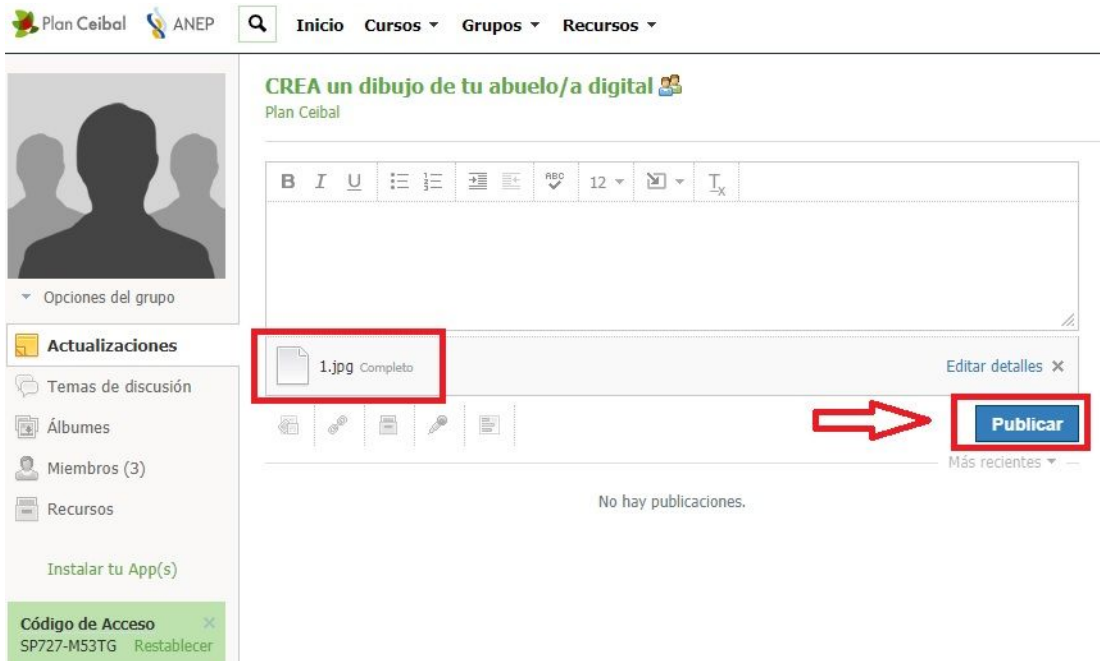 Plan Ceibal ANEP Inicio Cursos Grupos Recursos
CREA un dibujo de tu abuelo/a digital
Plan Ceibal
B I U ABC 12 Tx
Opciones del grupo
Actualizaciones
Temas de discusión
Álbumes
Miembros (3)
Recursos
Instalar tu App(s)
Código de Acceso
SP727-M53TG Restablecer
1.jpg Completo Editar detalles
Publicar
Más recientes
No hay publicaciones.